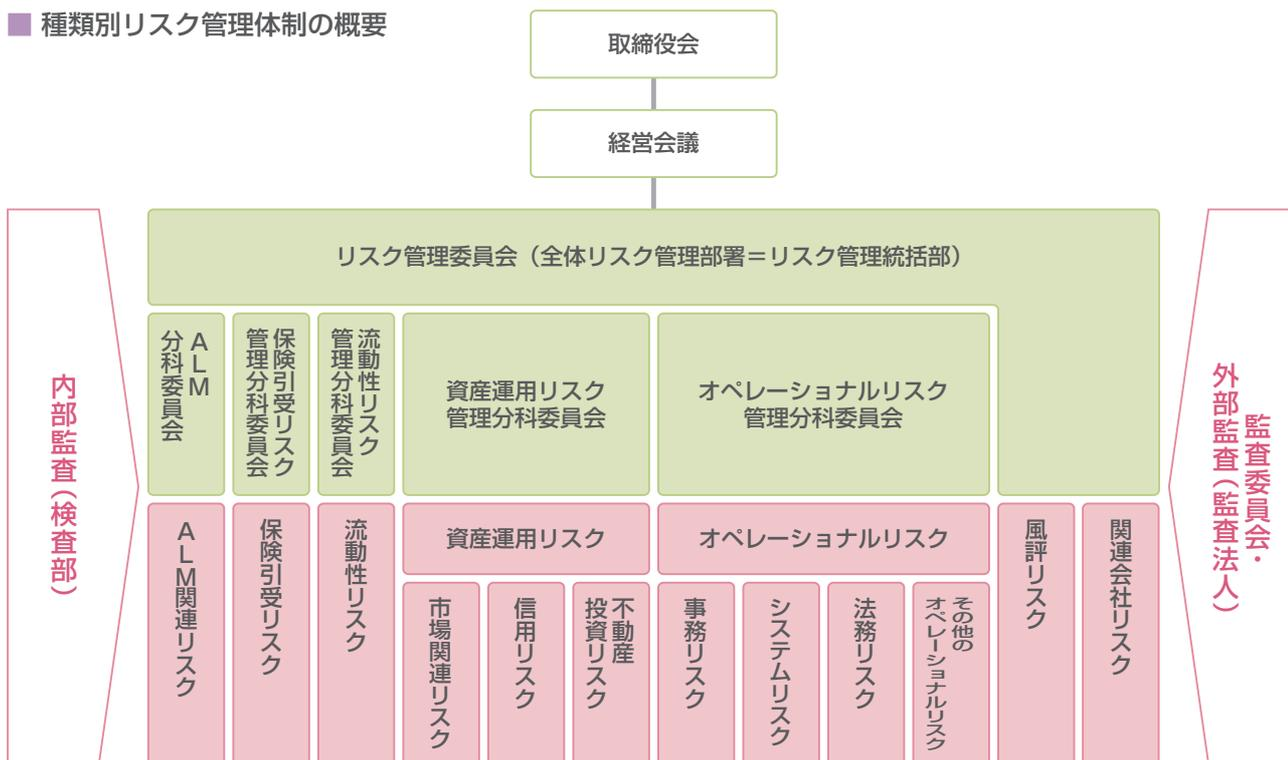 種類別リスク管理体制の概要
取締役会
経営会議
リスク管理委員会（全体リスク管理部署＝リスク管理統括部）
ALM
分科委員会
保険引受リスク
管理分科委員会
流動性リスク
管理分科委員会
資産運用リスク
管理分科委員会
オペレーショナルリスク
管理分科委員会
内部監査（検査部）
監査委員会・
外部監査（監査法人）
ALM関連リスク
保険引受リスク
流動性リスク
資産運用リスク
オペレーショナルリスク
風評リスク
関連会社リスク
市場関連リスク
信用リスク
不動産
投資リスク
事務リスク
システムリスク
法務リスク
その他の
オペレーショナルリスク